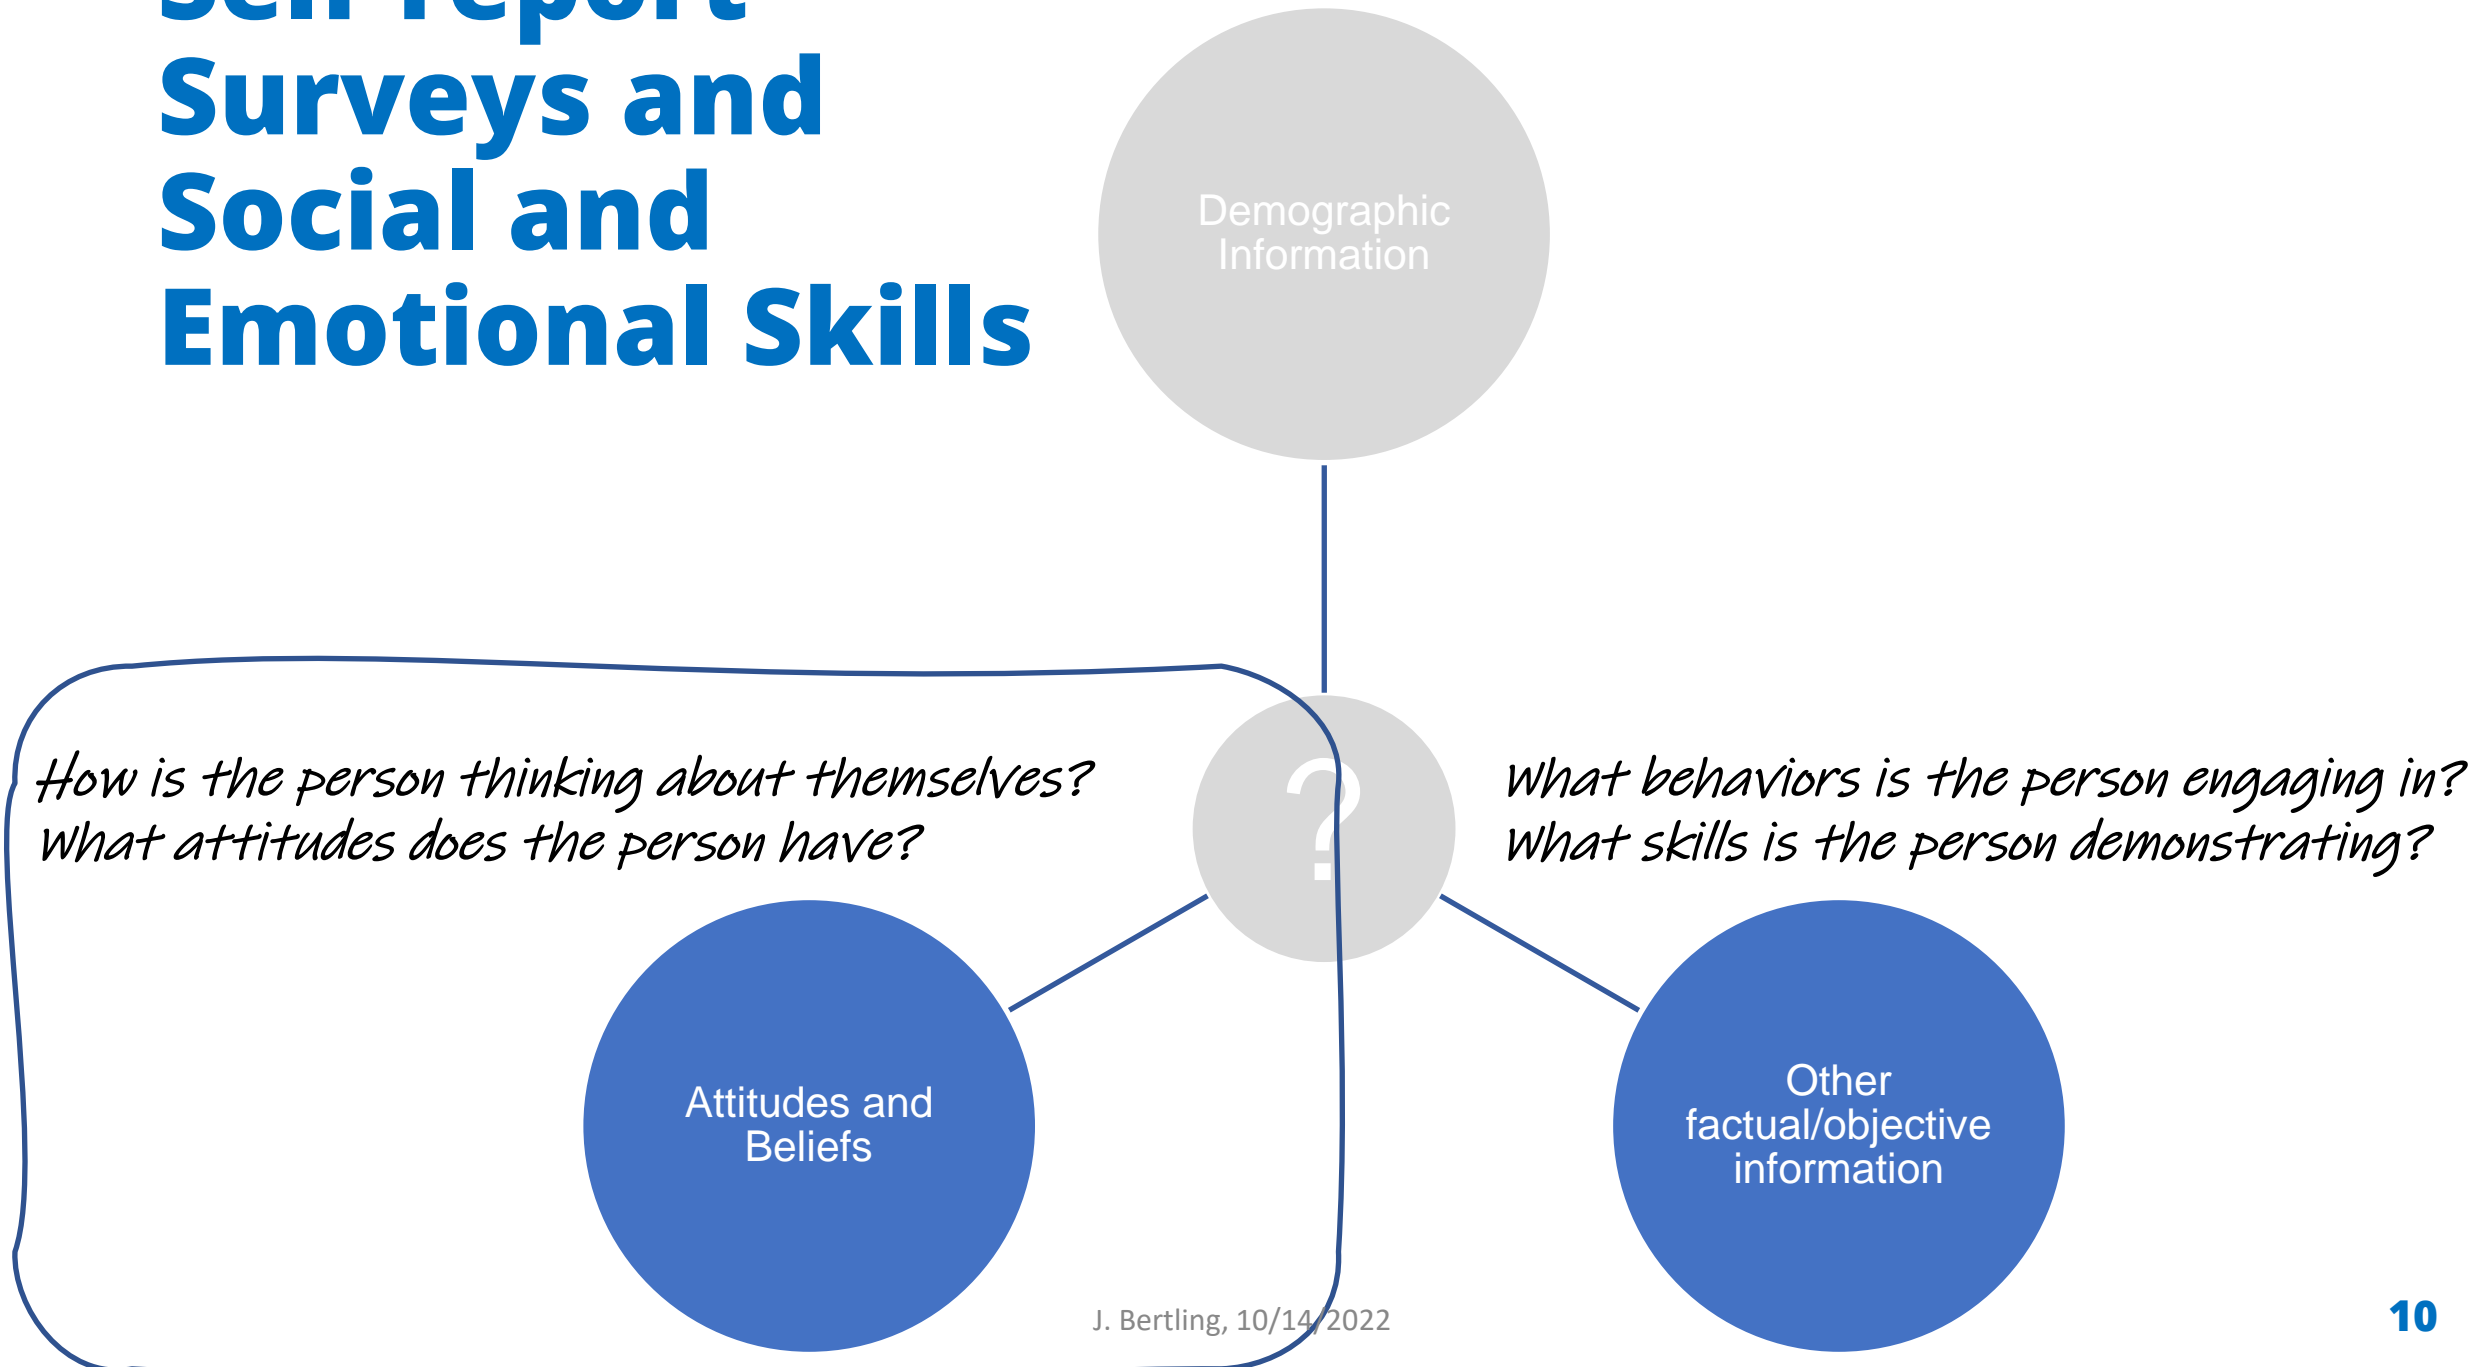 Self-report
Surveys and
Social and
Emotional Skills
Demographic
Information
How is the person thinking about themselves?
What attitudes does the person have?
?
What behaviors is the person engaging in?
What skills is the person demonstrating?
Attitudes and
Beliefs
Other
factual/objective
information
J. Bertling, 10/14/2022
10